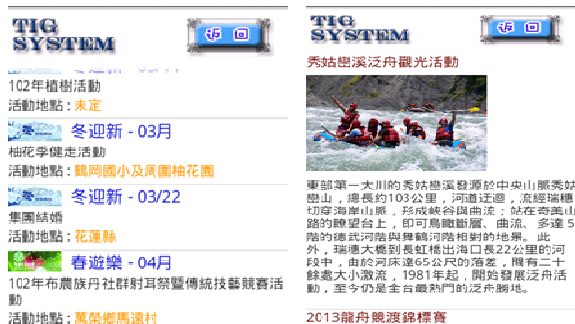 TIG
SYSTEM
返 回
102年植樹活動
活動地點 : 未定
冬迎新 - 03月
柚花季健走活動
活動地點 : 鶴岡國小及周圍柚花園
冬迎新 - 03/22
集團結婚
活動地點 : 花蓮縣
春遊樂 - 04月
102年布農族丹社群射耳祭暨傳統技藝競賽活
動
活動地點 : 萬榮鄉馬遠村
TIG
SYSTEM
返 回
秀姑巒溪泛舟觀光活動
東部第一大川的秀姑巒溪發源於中央山脈秀姑
巒山，總長約103公里，河道迂迴，流經瑞穗
切穿海岸山脈，形成峽谷與曲流；站在奇美山
路的瞭望台上，即可鳥瞰斷層、曲流、多達 5
階的德武河階與舞鶴河階相對的地景。此
外，瑞穗大橋到長虹橋出海口長22公里的河
段中，由於河床達65公尺的落差，間有二十
餘處大小激流，1981年起，開始發展泛舟活
動，至今仍是全台最熱門的泛舟勝地。
2013龍舟競渡錦標賽